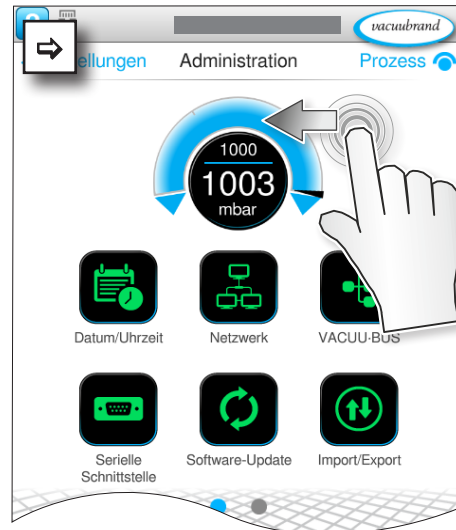 vacuubrand
ellungen Administration Prozess
1000
1003
mbar
Datum/Uhrzeit Netzwerk VACUU-BUS
Serielle Software-Update Import/Export
Schnittstelle